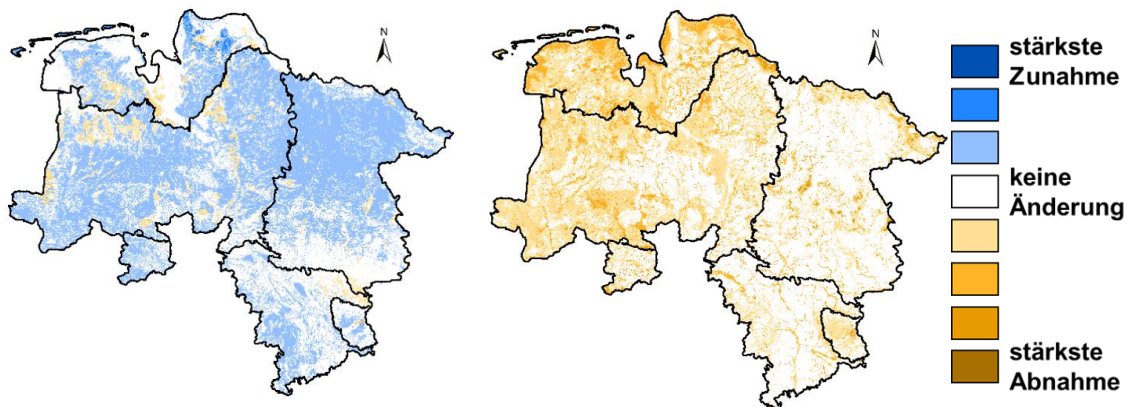 N
N
stärkste
Zunahme
keine
Änderung
stärkste
Abnahme